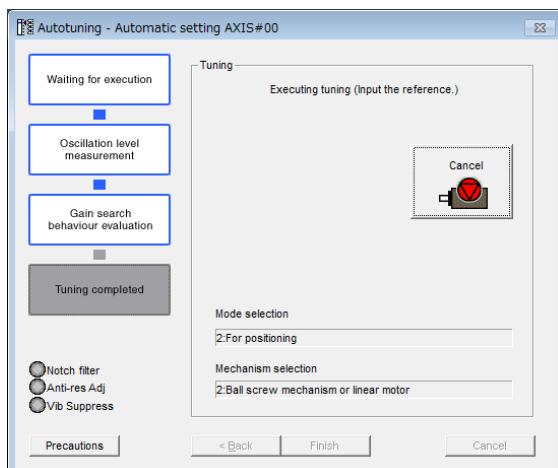 Autotuning - Automatic setting AXIS#00
Waiting for execution
Oscillation level
measurement
Gain search
behaviour evaluation
Tuning completed
Notch filter
Anti-res Adj
Vib Suppress
Precautions
Tuning
Executing tuning (Input the reference.)
Cancel
Mode selection
2:For positioning
Mechanism selection
2:Ball screw mechanism or linear motor
< Back
Finish
Cancel